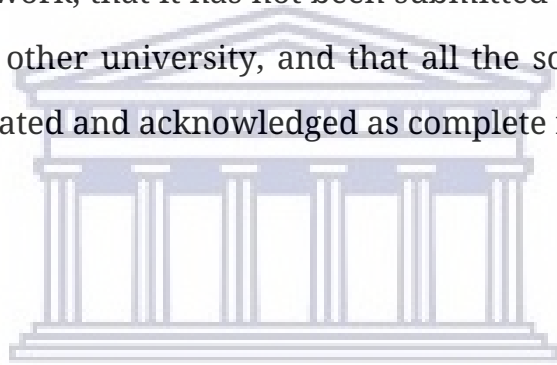 work, that it has not been submitted
other university, and that all the so
ated and acknowledged as complete